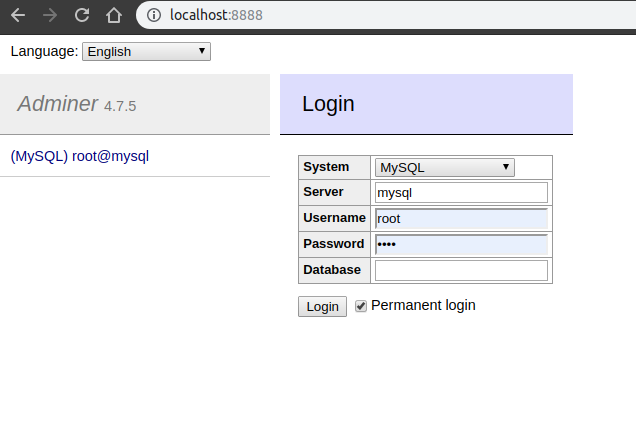 localhost:8888
Language: English
Adminer 4.7.5
Login
(MySQL) root@mysql
System MySQL
Server mysql
Username root
Password ••••
Database
Login Permanent login